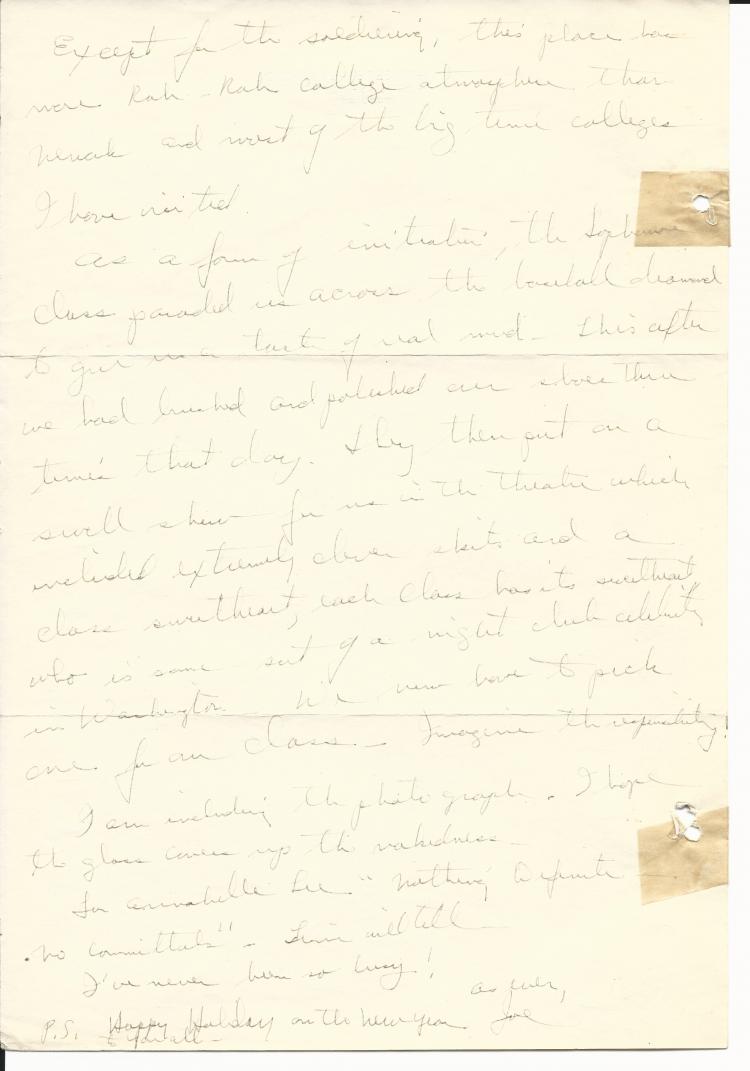 Except for the soldiering, this place has
more Rah-Rah college atmosphere than
Newark and most of the big time colleges
I have visited.
As a form of initiation, the Sophomore
Class paraded us across the baseball diamond
to give us a taste of real mud - This after
we had brushed and polished our shoes three
times that day. They then put on a
swell show for us in the theatre which
included extremely clever skits and a
class sweetheart, each Class has its sweetheart,
who is some sort of a night club celebrity
in Washington - We now have to pick
one for our Class - Imagine the responsibility!
I am including the photograph. I hope
the glass covers up the nakedness -
For Annabelle Lee "Nothing Definite -
no committals" - Time will tell -
I've never been so busy!
As ever,
Joe
P.S. Happy Holiday on the New Year
to you all -